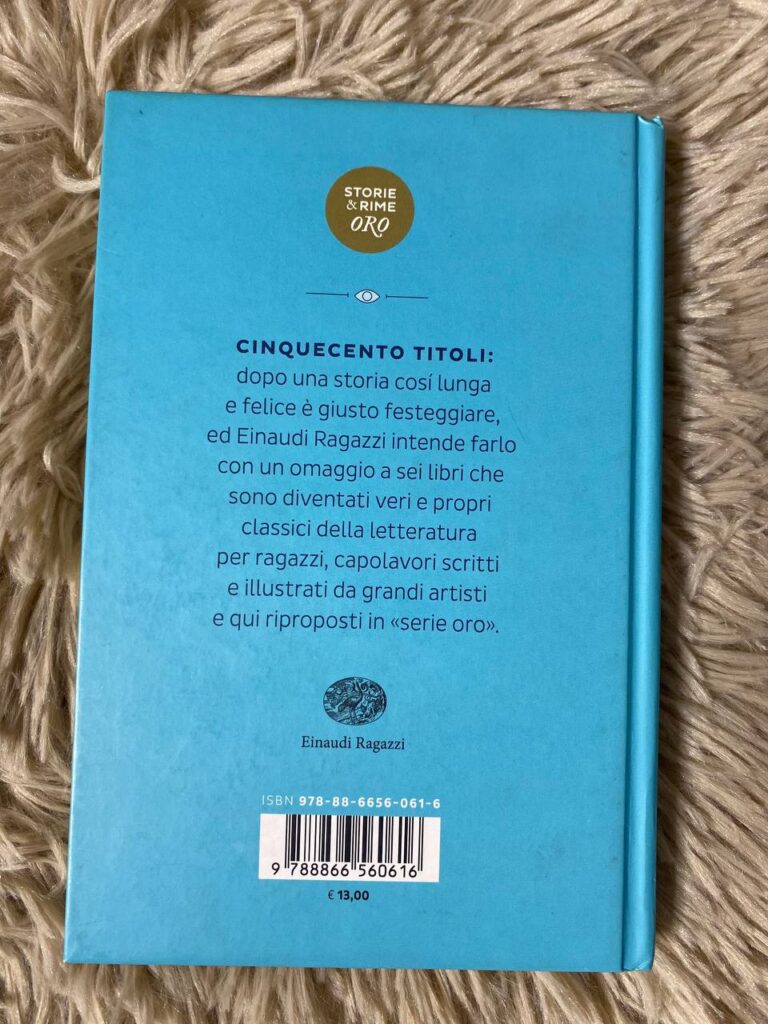 STORIE
& RIME
ORO
CINQUECENTO TITOLI:
dopo una storia cosí lunga
e felice è giusto festeggiare,
ed Einaudi Ragazzi intende farlo
con un omaggio a sei libri che
sono diventati veri e propri
classici della letteratura
per ragazzi, capolavori scritti
e illustrati da grandi artisti
e qui riproposti in «serie oro».
Einaudi Ragazzi
ISBN 978-88-6656-061-6
9 788866 560616
€ 13,00